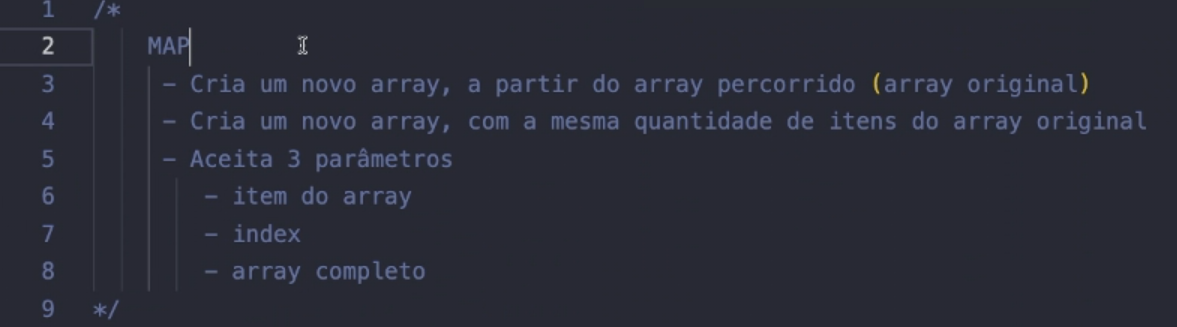 1 /*
2 MAP
3 - Cria um novo array, a partir do array percorrido (array original)
4 - Cria um novo array, com a mesma quantidade de itens do array original
5 - Aceita 3 parâmetros
6 - item do array
7 - index
8 - array completo
9 */